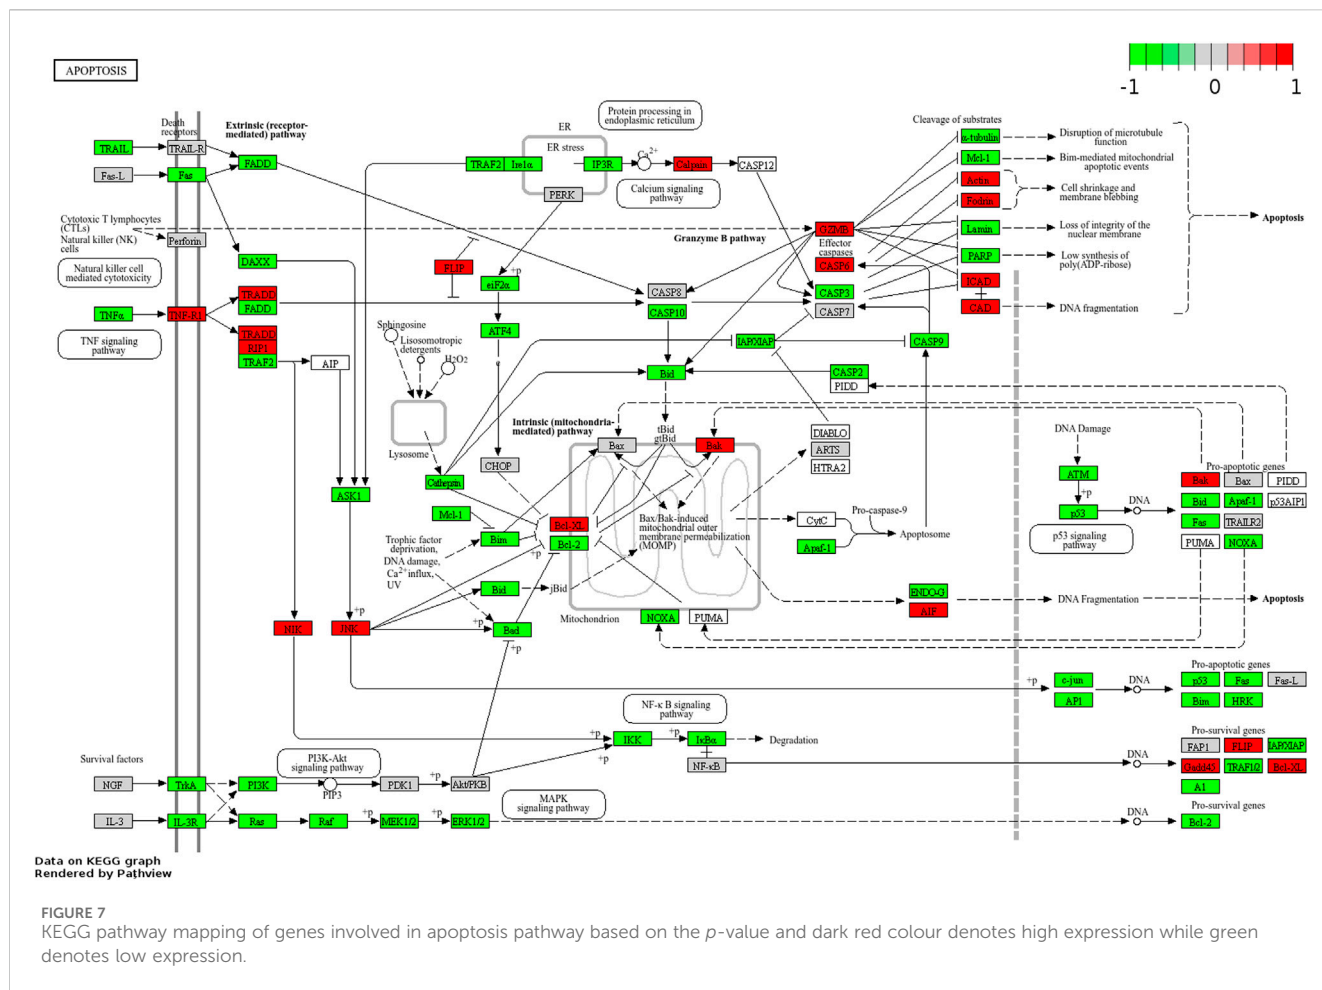 APOPTOSIS
-1 0 1
Protein processing in
endoplasmic reticulum
Death
receptors
Extrinsic (receptor-
mediated) pathway
ER
ER stress
Ca2+
Cleavage of substrates
TRAIL
TRAIL-R
FADD
Fas-L
Fas
TRAF2
Ire1α
IP3R
Calpain
CASP12
PERK
Calcium signaling
pathway
α-tubulin
Disruption of microtubule
function
Mcl-1
Bim-mediated mitochondrial
apoptotic events
Actin
Fodrin
Cell shrinkage and
membrane blebbing
Apoptosis
Lamin
Loss of integrity of the
nuclear membrane
PARP
Low synthesis of
poly(ADP-ribose)
ICAD
CAD
DNA fragmentation
Cytotoxic T lymphocytes
(CTLs)
Natural killer (NK)
cells
Perforin
Natural killer cell
mediated cytotoxicity
DAXX
Granzyme B pathway
GZMB
Effector
caspases
CASP6
CASP3
CASP7
FLIP
+p
eiF2α
ATF4
CASP8
CASP10
TNFα
TNF-R1
TRADD
FADD
TRADD
RIP1
TRAF2
AIP
TNF signaling
pathway
Sphingosine
Lisosomotropic
detergents
H2O2
Lysosome
IAP/XIAP
CASP9
Bid
CASP2
PIDD
Intrinsic (mitochondria-
mediated) pathway
tBid
gtBid
Bax
Bak
DIABLO
ARTS
HTRA2
CHOP
Cathepsin
ASK1
Mcl-1
Bim
Bcl-XL
Bcl-2
+p
Bax/Bak-induced
mitochondrial outer
membrane permeabilization
(MOMP)
CytC
Pro-caspase-9
Apaf-1
Apoptosome
Trophic factor
deprivation,
DNA damage,
Ca2+influx,
UV
Bid
jBid
Mitochondrion
NOXA
PUMA
ENDO-G
AIF
DNA Fragmentation
Apoptosis
DNA Damage
ATM
+p
p53
DNA
p53 signaling
pathway
Pro-apoptotic genes
Bak
Bax
PIDD
Bid
Apaf-1
p53AIP1
Fas
TRAILR2
PUMA
NOXA
NIK
+p
JNK
+p
Bad
+p
+p
c-jun
AP1
DNA
Pro-apoptotic genes
p53
Fas
Fas-L
Bim
HRK
NF-κ B signaling
pathway
+p
IKK
+p
IκBα
Degradation
+p
NF-κB
DNA
Pro-survival genes
FAP1
FLIP
IAP/XIAP
Gadd45
TRAF1/2
Bcl-XL
A1
Survival factors
PI3K-Akt
signaling pathway
NGF
TrkA
PI3K
PIP3
PDK1
+p
Akt/PKB
MAPK
signaling pathway
IL-3
IL-3R
Ras
Raf
+p
MEK1/2
+p
ERK1/2
DNA
Pro-survival genes
Bcl-2
Data on KEGG graph
Rendered by Pathview
FIGURE 7
KEGG pathway mapping of genes involved in apoptosis pathway based on the p-value and dark red colour denotes high expression while green
denotes low expression.